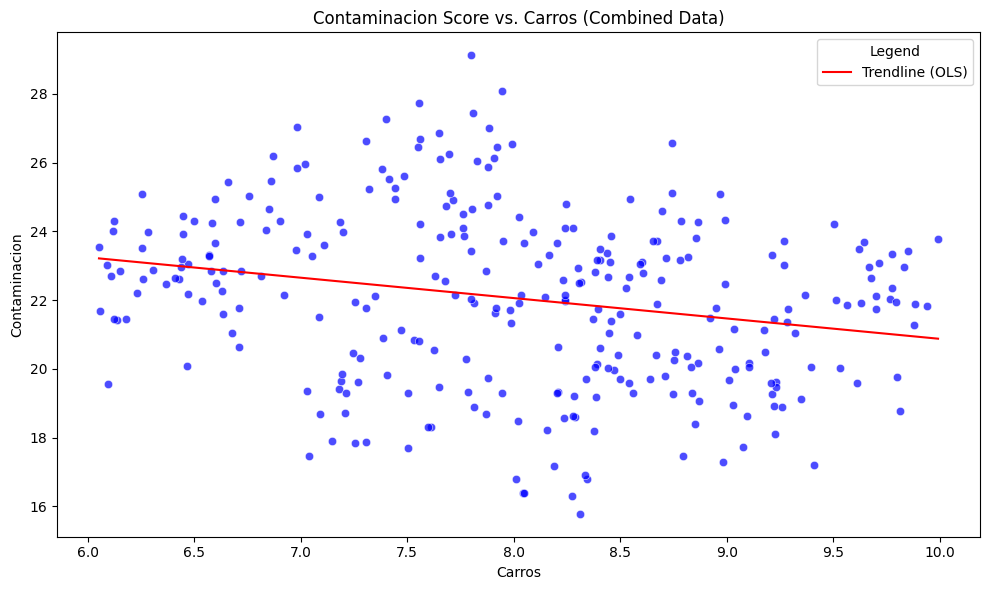 Contaminacion Score vs. Carros (Combined Data)
Legend
Trendline (OLS)
Contaminacion
28
26
24
22
20
18
16
6.0 6.5 7.0 7.5 8.0 8.5 9.0 9.5 10.0
Carros